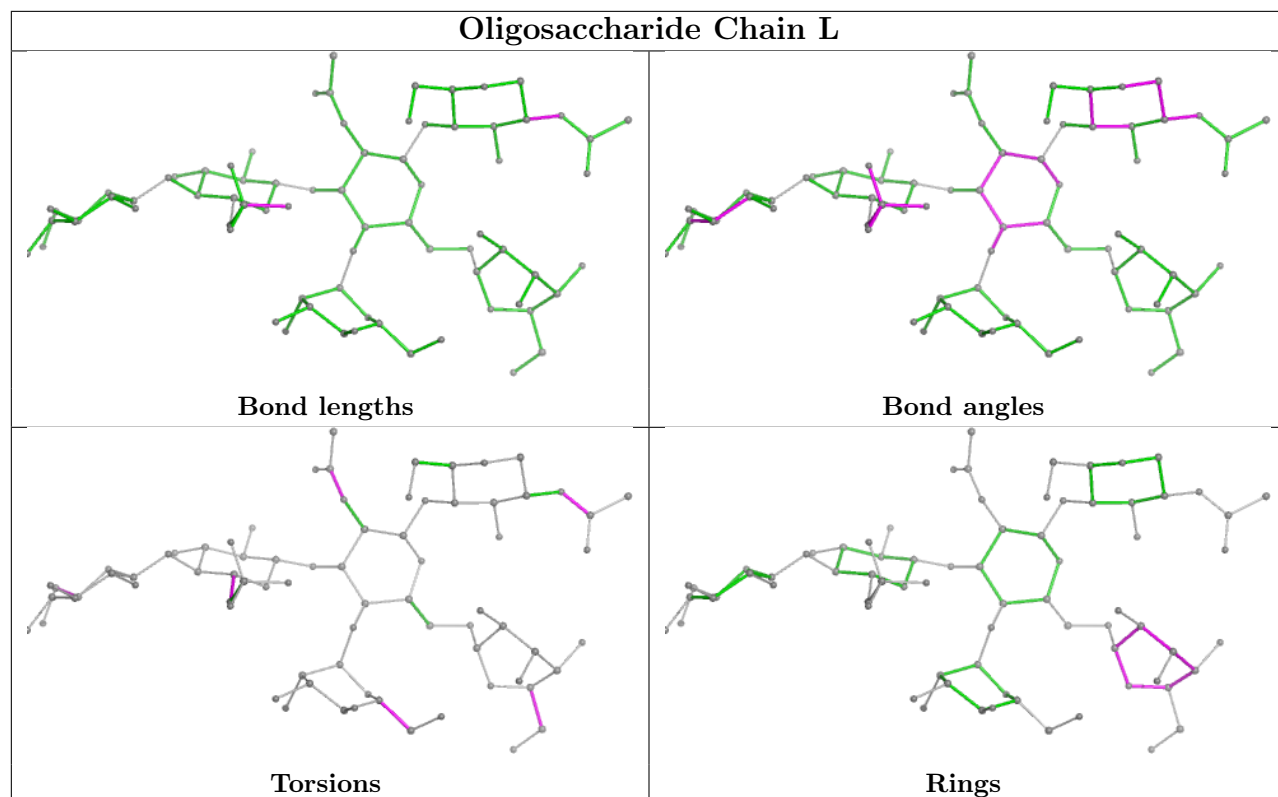 Oligosaccharide Chain L
Bond lengths
Bond angles
Torsions
Rings